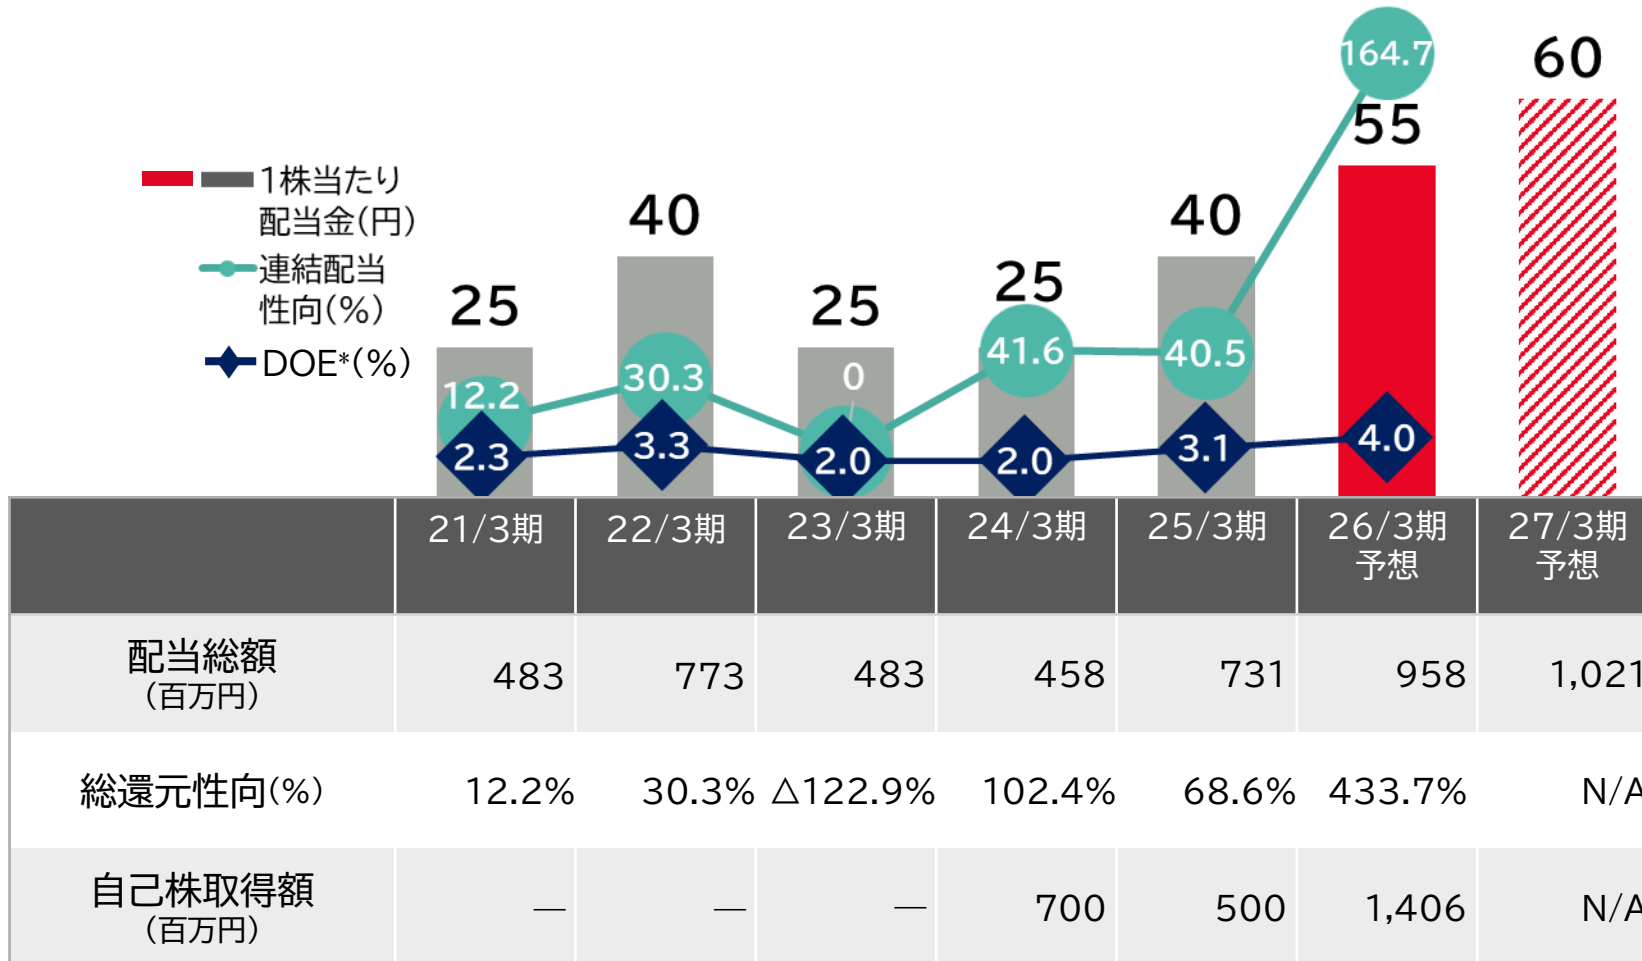 1株当たり
配当金(円)
連結配当
性向(%)
DOE*(%)
25
40
25
25
40
55
60
12.2
30.3
0
41.6
40.5
164.7
2.3
3.3
2.0
2.0
3.1
4.0
21/3期 22/3期 23/3期 24/3期 25/3期 26/3期 27/3期
予想 予想
配当総額
(百万円)
483 773 483 458 731 958 1,021
総還元性向(%) 12.2% 30.3% △122.9% 102.4% 68.6% 433.7% N/A
自己株取得額
(百万円)
― ― ― 700 500 1,406 N/A